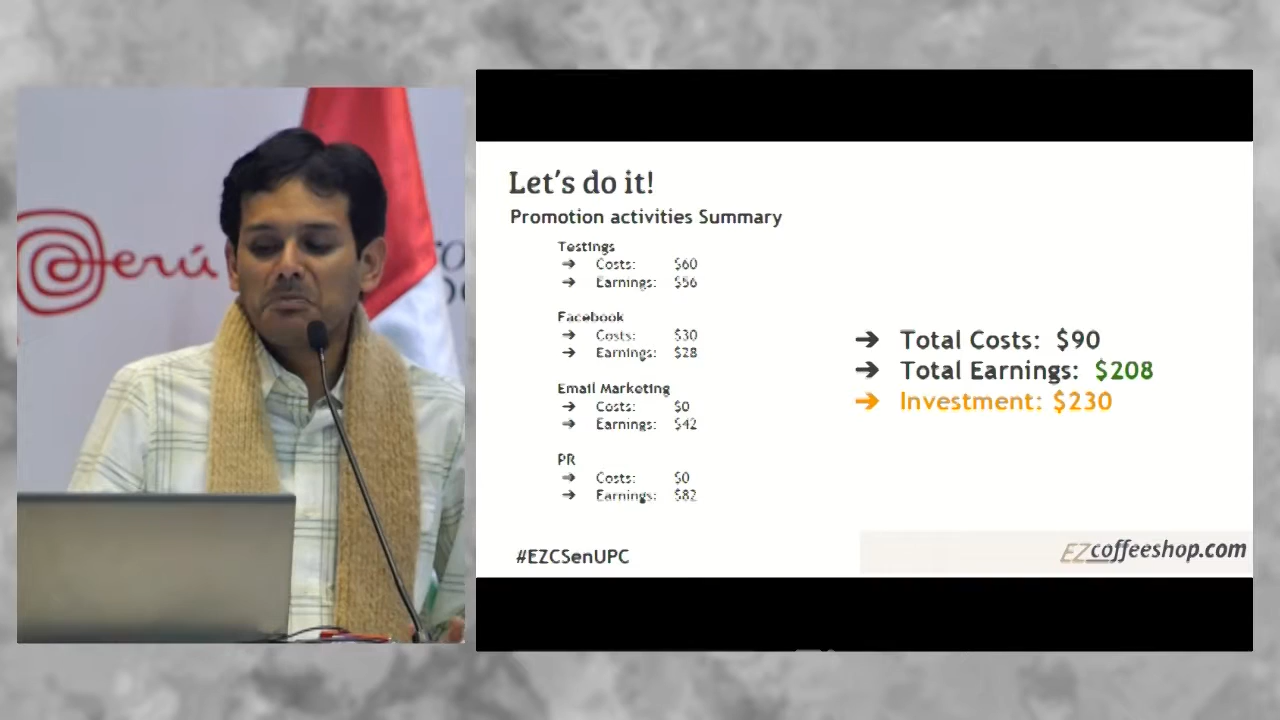 Perú
Let's do it!
Promotion activities Summary
Testings
➔ Costs: $60
➔ Earnings: $56
Facebook
➔ Costs: $30
➔ Earnings: $28
Email Marketing
➔ Costs: $0
➔ Earnings: $42
PR
➔ Costs: $0
➔ Earnings: $82
➔ Total Costs: $90
➔ Total Earnings: $208
➔ Investment: $230
#EZCSenUPC
EZcoffeeshop.com